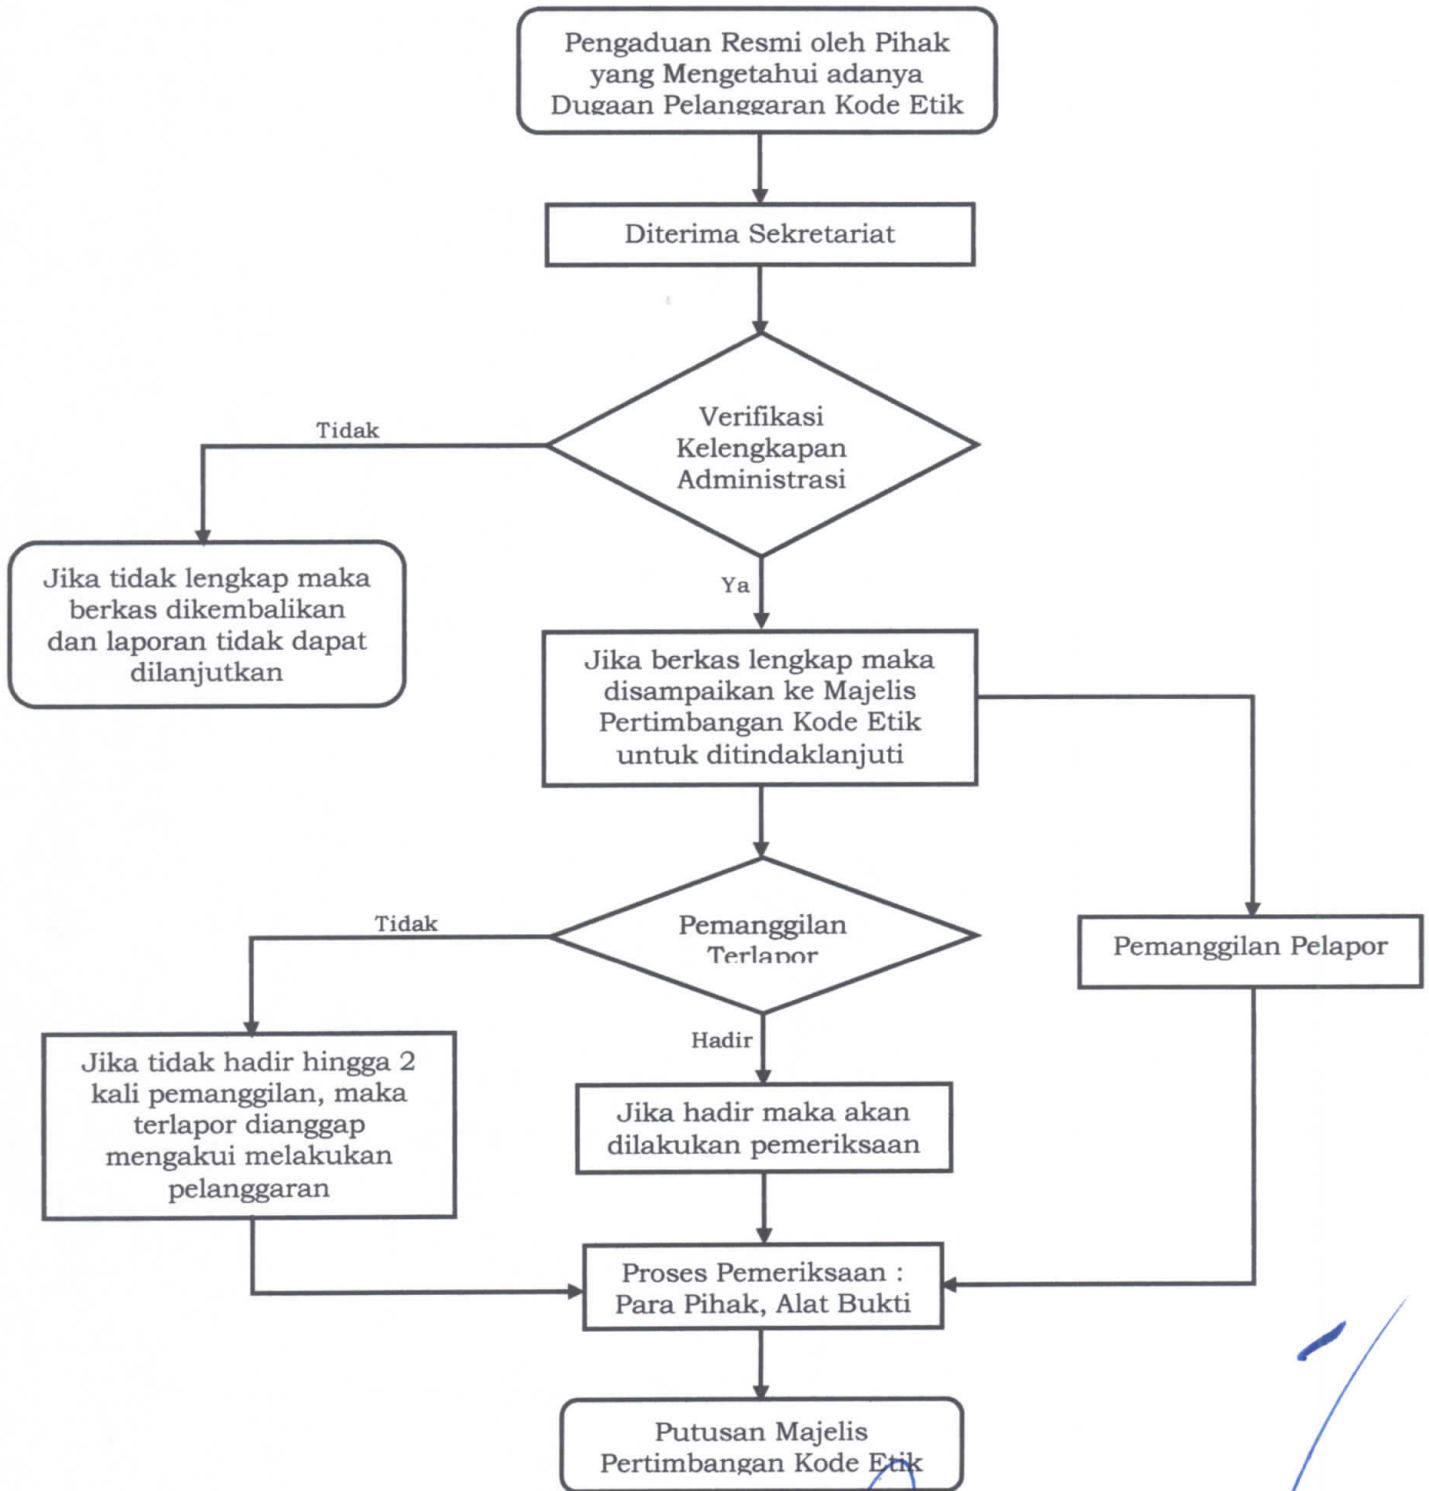 Pengaduan Resmi oleh Pihak
yang Mengetahui adanya
Dugaan Pelanggaran Kode Etik
Diterima Sekretariat
Verifikasi
Kelengkapan
Administrasi
Tidak
Jika tidak lengkap maka
berkas dikembalikan
dan laporan tidak dapat
dilanjutkan
Ya
Jika berkas lengkap maka
disampaikan ke Majelis
Pertimbangan Kode Etik
untuk ditindaklanjuti
Pemanggilan
Terlapor
Tidak
Pemanggilan Pelapor
Jika tidak hadir hingga 2
kali pemanggilan, maka
terlapor dianggap
mengakui melakukan
pelanggaran
Hadir
Jika hadir maka akan
dilakukan pemeriksaan
Proses Pemeriksaan :
Para Pihak, Alat Bukti
Putusan Majelis
Pertimbangan Kode Etik